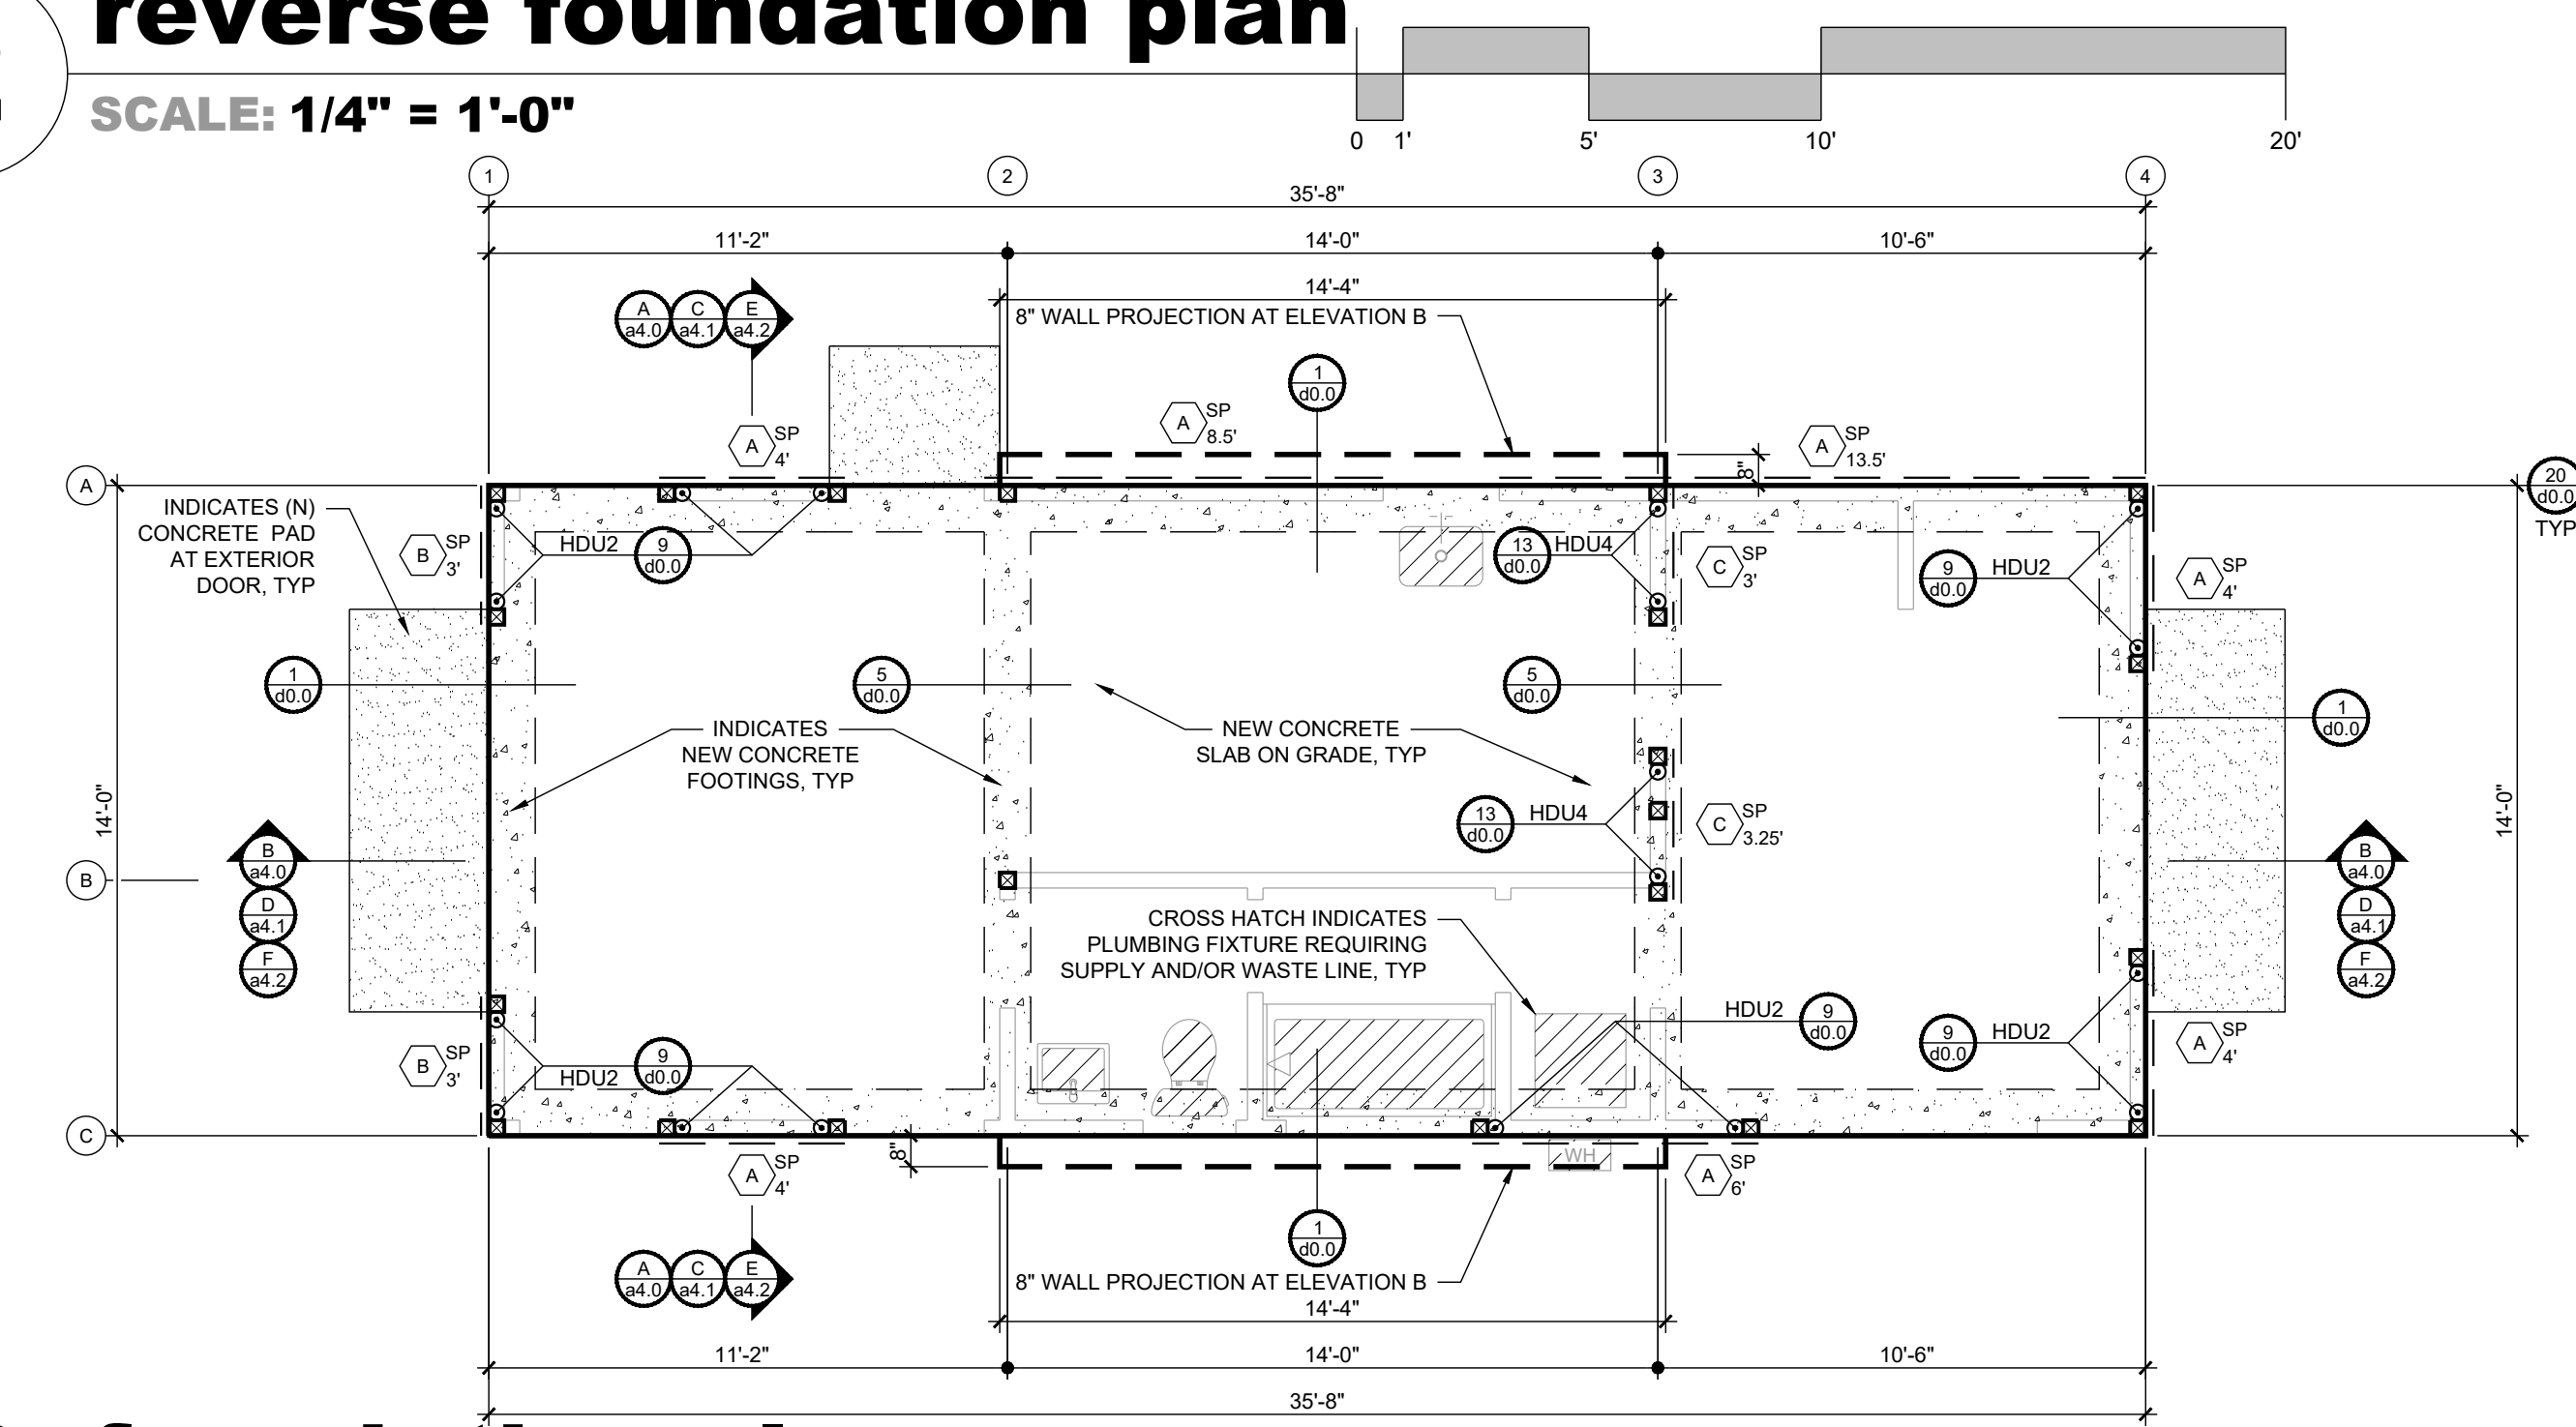 reverse foundation plan
SCALE: 1/4" = 1'-0"
0 1' 5' 10' 20'
1 2 3 4
35'-8"
11'-2" 14'-0" 10'-6"
14'-4"
8" WALL PROJECTION AT ELEVATION B
A
a4.0
C
a4.1
E
a4.2
1
d0.0
A SP
4'
A SP
8.5'
A SP
13.5'
8"
A
20
d0.0
TYP
INDICATES (N)
CONCRETE PAD
AT EXTERIOR
DOOR, TYP
B SP
3'
HDU2
9
d0.0
13
d0.0
HDU4
C SP
3'
9
d0.0
HDU2
A SP
4'
1
d0.0
5
d0.0
5
d0.0
1
d0.0
INDICATES
NEW CONCRETE
FOOTINGS, TYP
NEW CONCRETE
SLAB ON GRADE, TYP
14'-0"
14'-0"
13
d0.0
HDU4
C SP
3.25'
B
B
a4.0
D
a4.1
F
a4.2
B
a4.0
D
a4.1
F
a4.2
CROSS HATCH INDICATES
PLUMBING FIXTURE REQUIRING
SUPPLY AND/OR WASTE LINE, TYP
HDU2
9
d0.0
9
d0.0
HDU2
A SP
4'
B SP
3'
HDU2
9
d0.0
C
8"
WH
A SP
4'
A SP
6'
1
d0.0
A
a4.0
C
a4.1
E
a4.2
8" WALL PROJECTION AT ELEVATION B
14'-4"
11'-2" 14'-0" 10'-6"
35'-8"